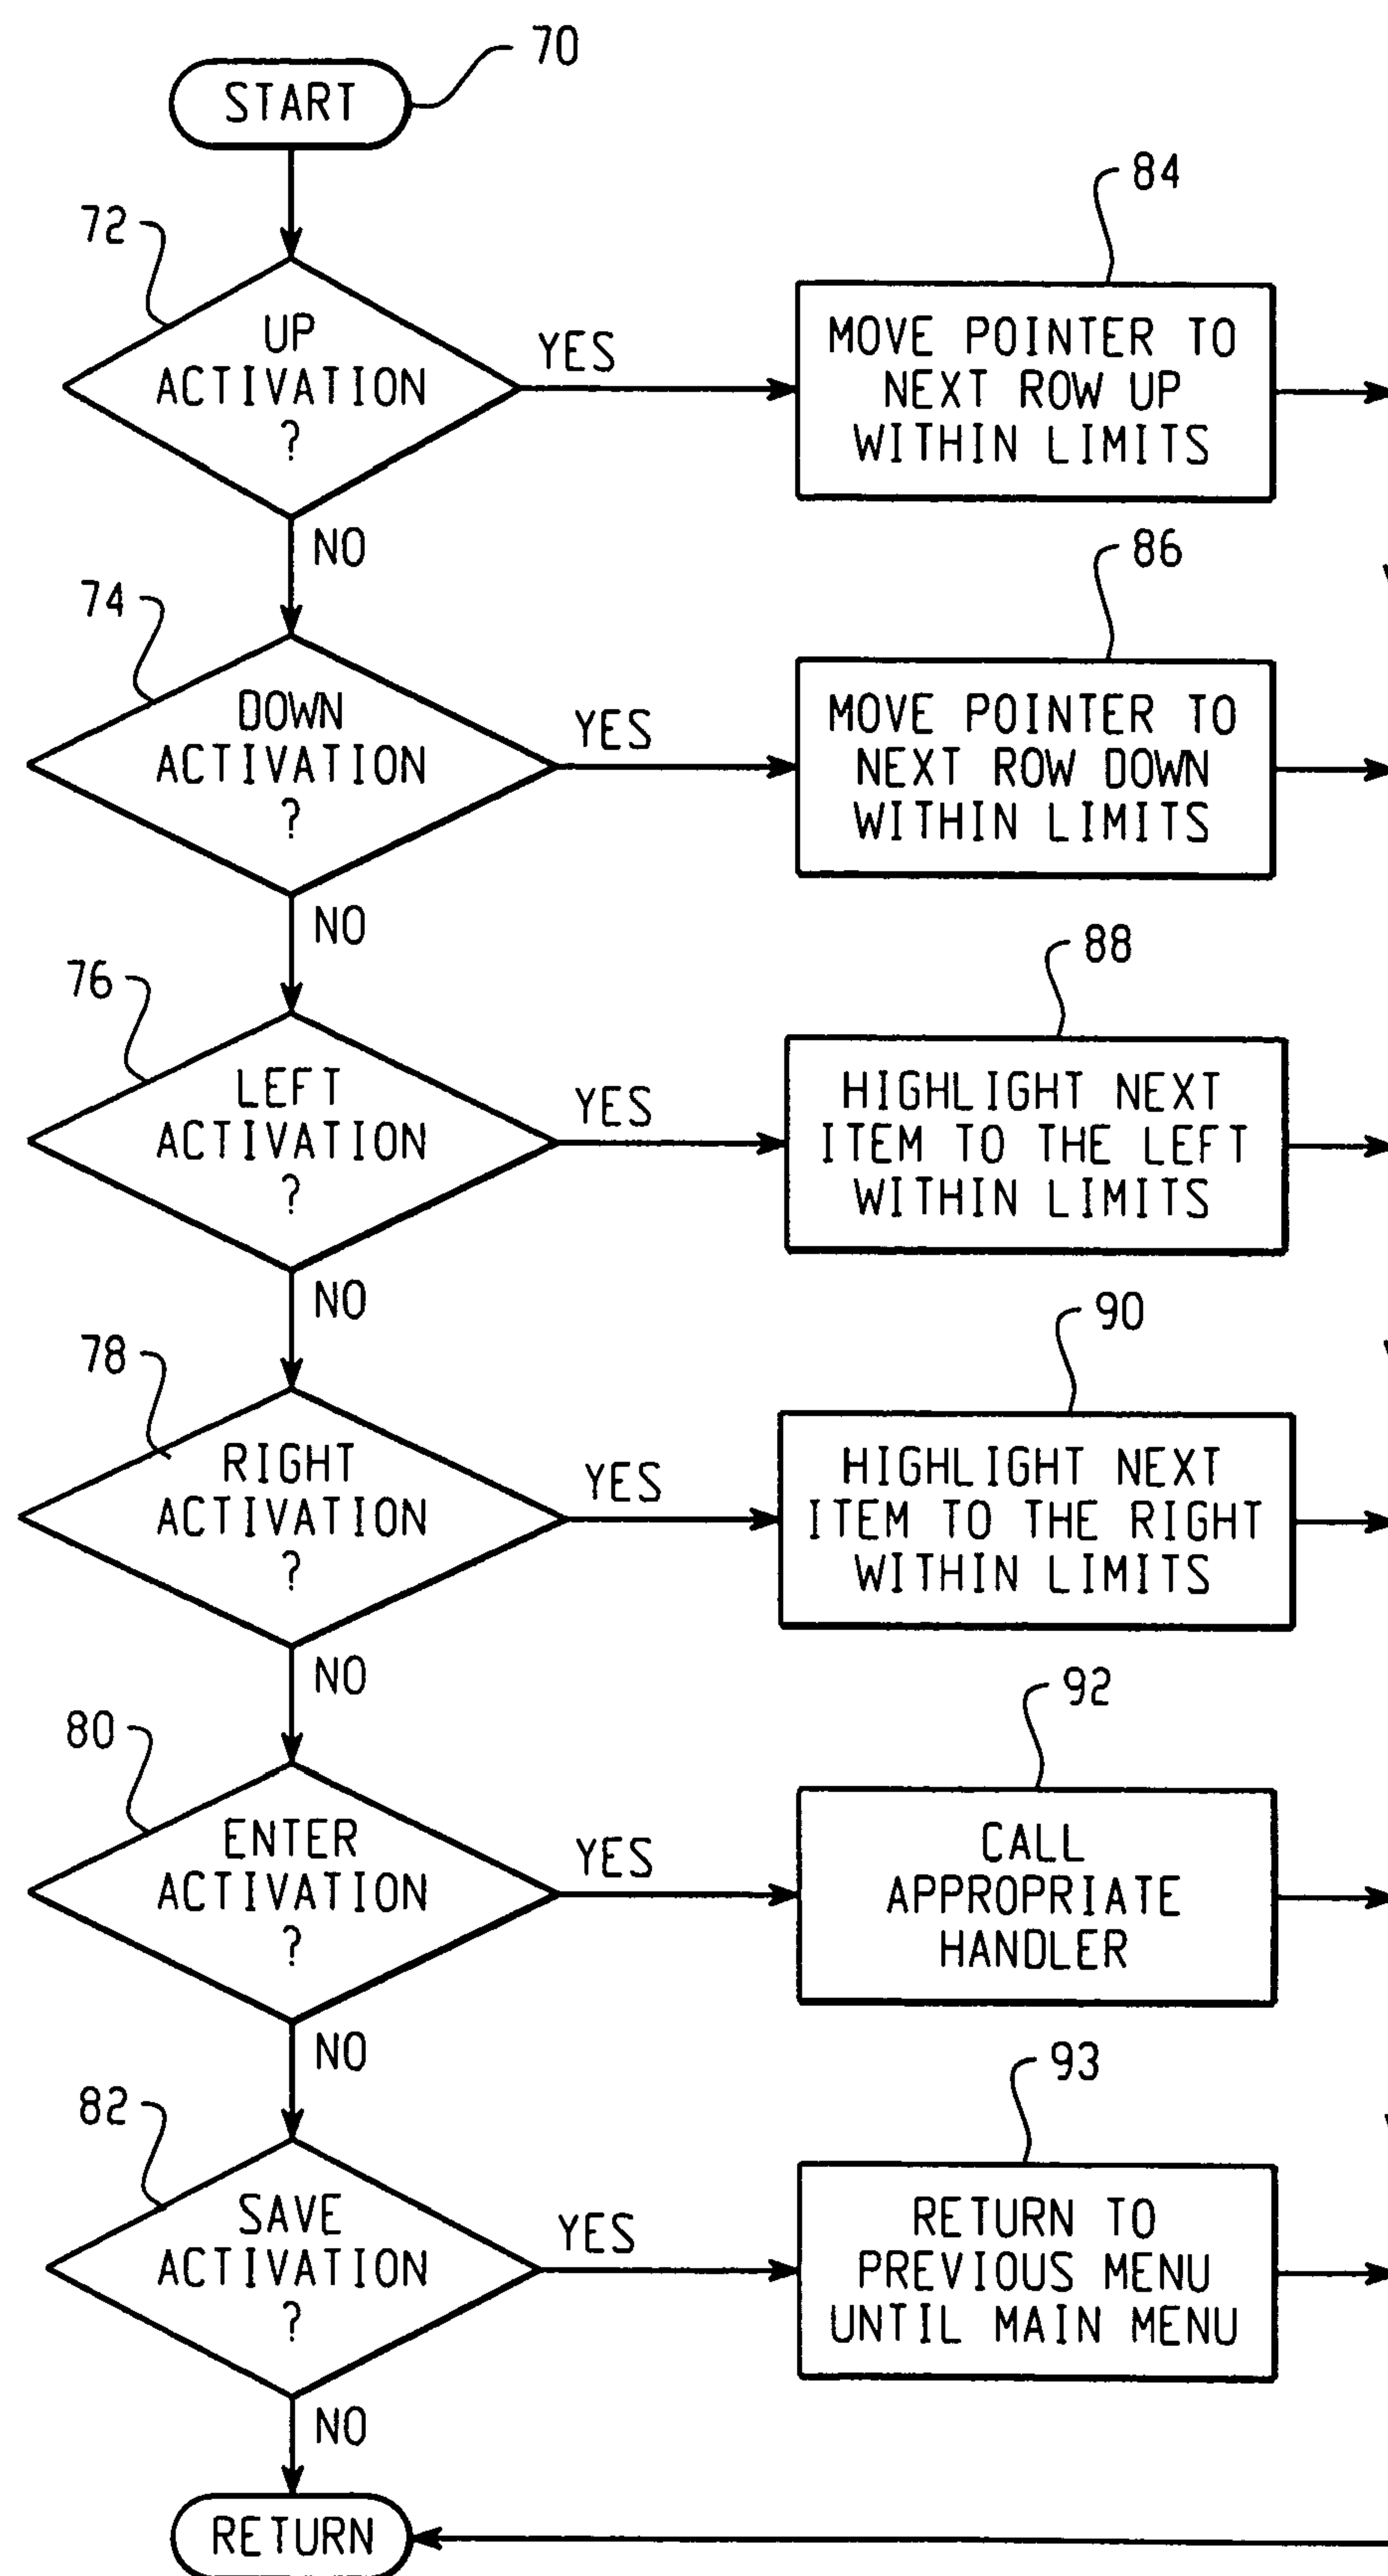 70
START
84
72
UP
ACTIVATION
?
YES
MOVE POINTER TO
NEXT ROW UP
WITHIN LIMITS
NO
86
74
DOWN
ACTIVATION
?
YES
MOVE POINTER TO
NEXT ROW DOWN
WITHIN LIMITS
NO
88
76
LEFT
ACTIVATION
?
YES
HIGHLIGHT NEXT
ITEM TO THE LEFT
WITHIN LIMITS
NO
90
78
RIGHT
ACTIVATION
?
YES
HIGHLIGHT NEXT
ITEM TO THE RIGHT
WITHIN LIMITS
NO
92
80
ENTER
ACTIVATION
?
YES
CALL
APPROPRIATE
HANDLER
NO
93
82
SAVE
ACTIVATION
?
YES
RETURN TO
PREVIOUS MENU
UNTIL MAIN MENU
NO
RETURN